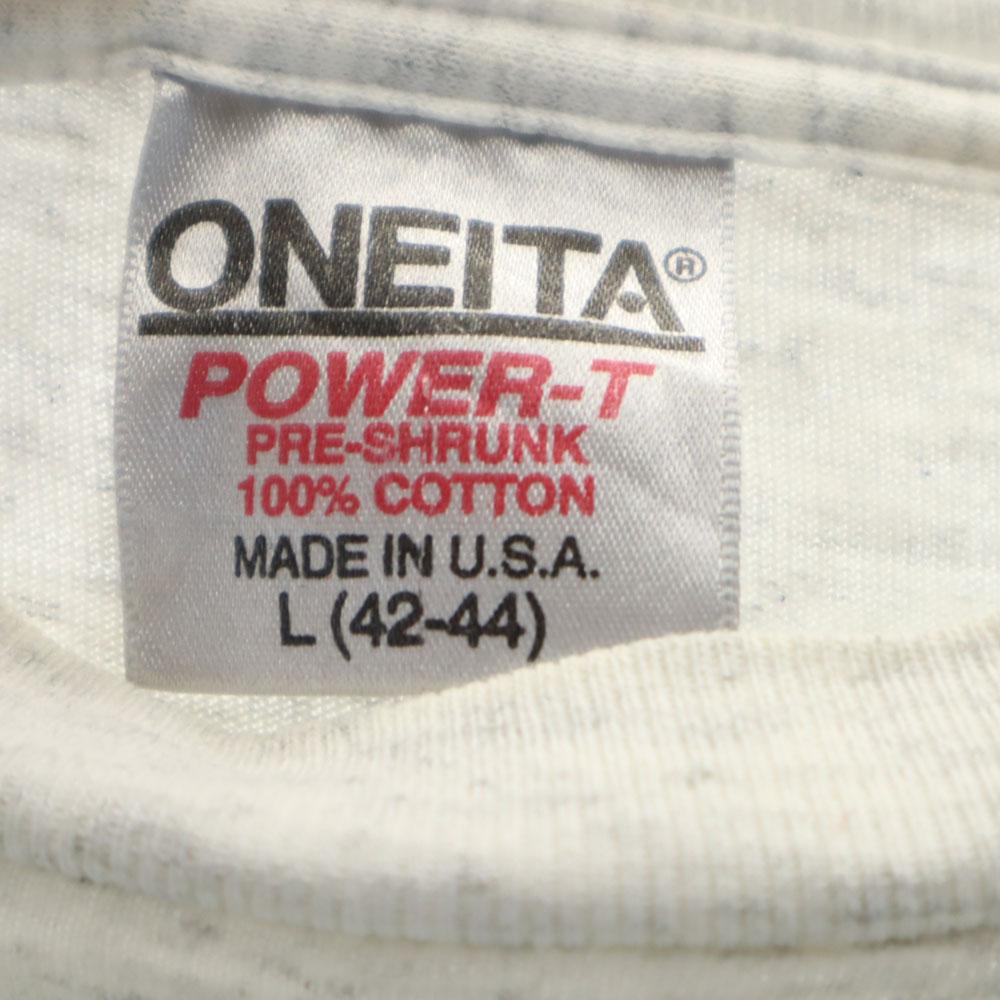 ONEITA®
POWER-T
PRE-SHRUNK
100% COTTON
MADE IN U.S.A.
L (42-44)